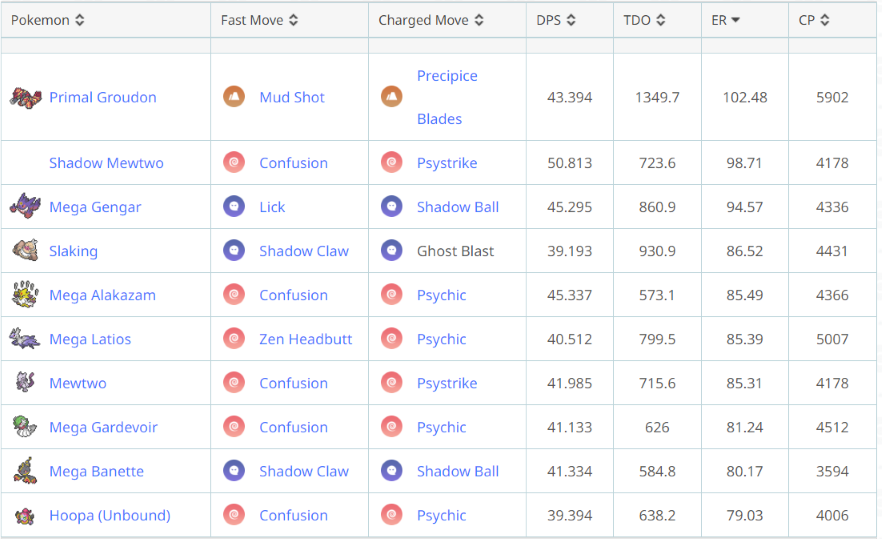 Pokemon Fast Move Charged Move DPS TDO ER CP
Primal Groudon Mud Shot Precipice Blades 43.394 1349.7 102.48 5902
Shadow Mewtwo Confusion Psystrike 50.813 723.6 98.71 4178
Mega Gengar Lick Shadow Ball 45.295 860.9 94.57 4336
Slaking Shadow Claw Ghost Blast 39.193 930.9 86.52 4431
Mega Alakazam Confusion Psychic 45.337 573.1 85.49 4366
Mega Latios Zen Headbutt Psychic 40.512 799.5 85.39 5007
Mewtwo Confusion Psystrike 41.985 715.6 85.31 4178
Mega Gardevoir Confusion Psychic 41.133 626 81.24 4512
Mega Banette Shadow Claw Shadow Ball 41.334 584.8 80.17 3594
Hoopa (Unbound) Confusion Psychic 39.394 638.2 79.03 4006